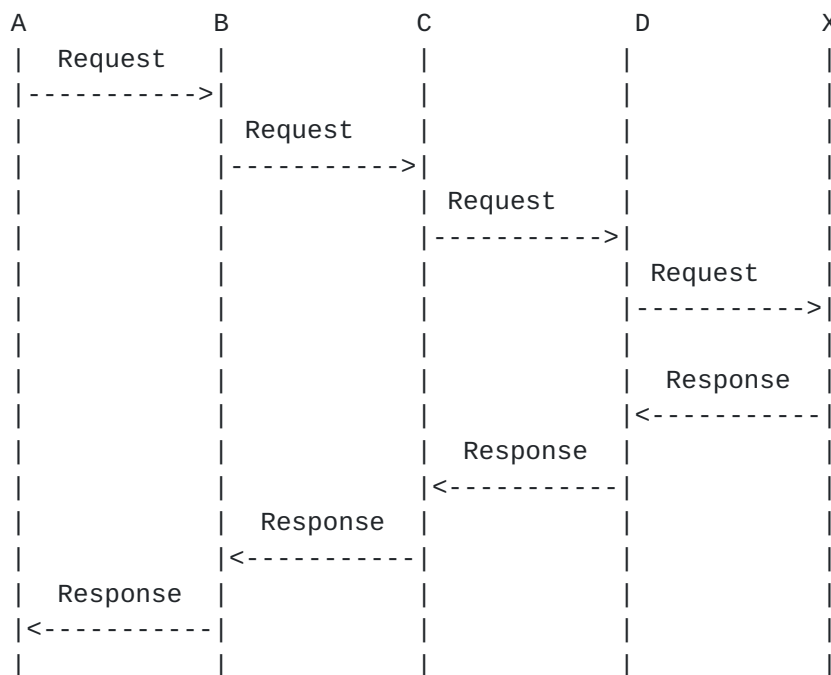 A B C D X
| Request | | | |
|----------->| | | |
| | Request | | |
| |----------->| | |
| | | Request | |
| | |----------->| |
| | | | Request |
| | | |----------->|
| | | | |
| | | | Response |
| | | |<-----------|
| | | Response | |
| | |<-----------| |
| | Response | | |
| |<-----------| | |
| Response | | | |
|<-----------| | | |
| | | | |